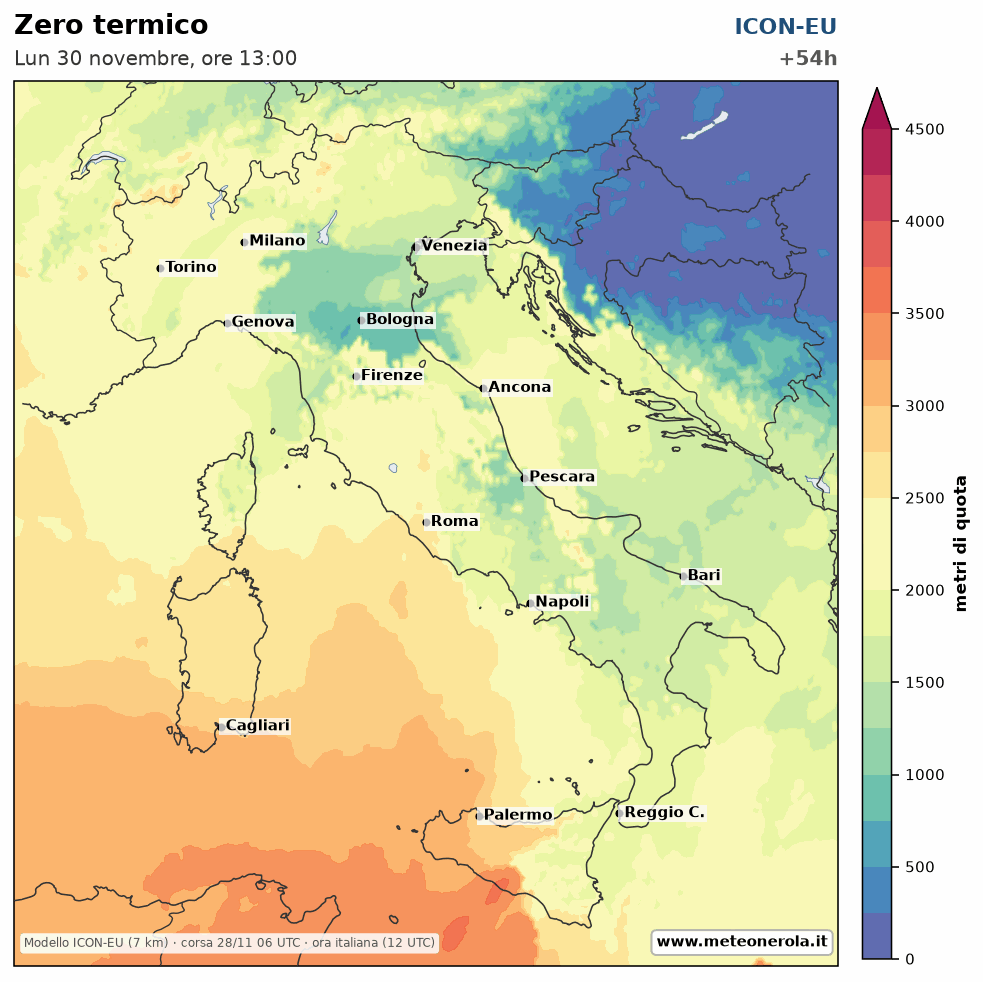 Zero termico
ICON-EU
Lun 30 novembre, ore 13:00
+54h
Milano
Venezia
Torino
Genova
Bologna
Firenze
Ancona
Pescara
Roma
Bari
Napoli
Cagliari
Palermo
Reggio C.
4500
4000
3500
3000
2500
2000
1500
1000
500
0
metri di quota
Modello ICON-EU (7 km) · corsa 28/11 06 UTC · ora italiana (12 UTC)
www.meteonerola.it